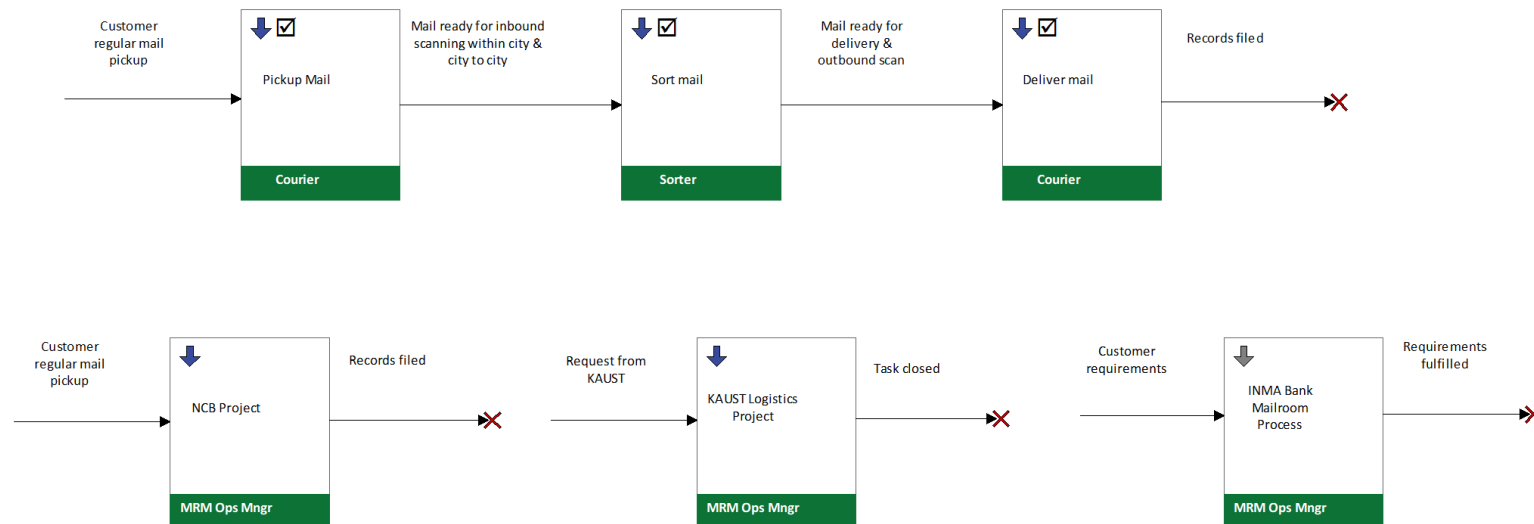 Customer
regular mail
pickup
Pickup Mail
Courier
Mail ready for inbound
scanning within city &
city to city
Sort mail
Sorter
Mail ready for
delivery &
outbound scan
Deliver mail
Courier
Records filed
Customer
regular mail
pickup
NCB Project
MRM Ops Mngr
Records filed
Request from
KAUST
KAUST Logistics
Project
MRM Ops Mngr
Task closed
Customer
requirements
INMA Bank
Mailroom
Process
MRM Ops Mngr
Requirements
fulfilled